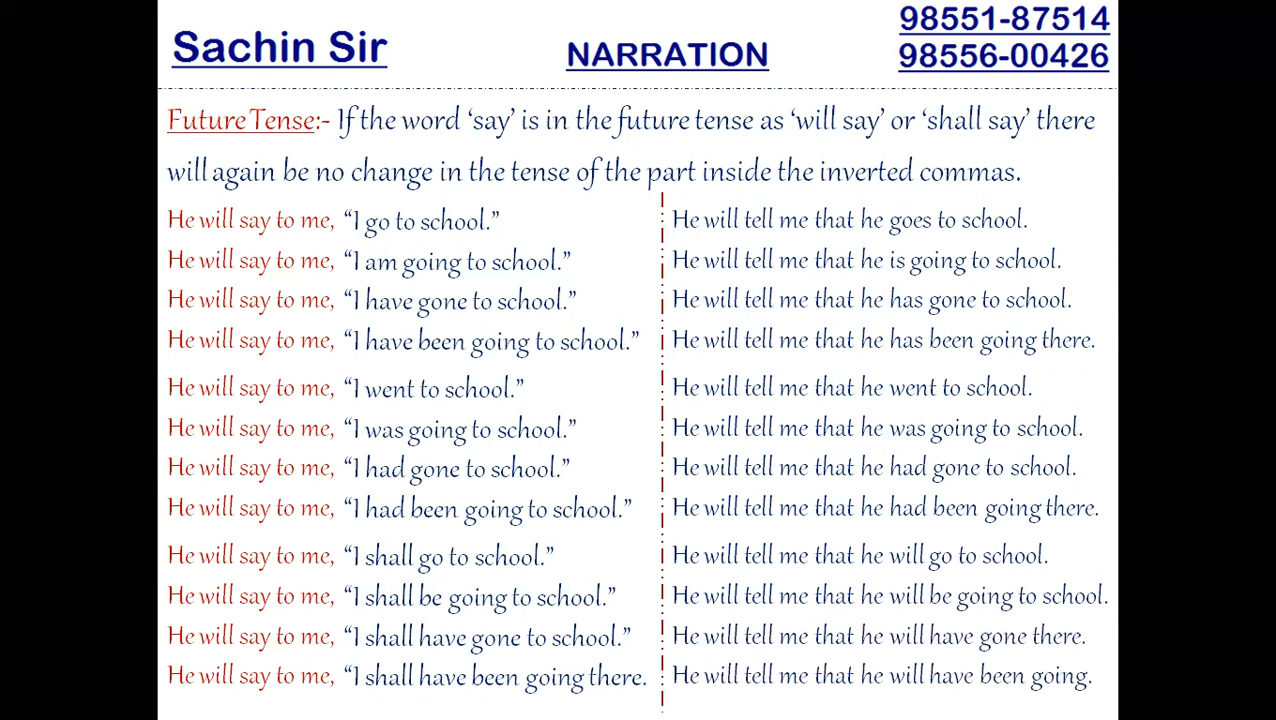 Sachin Sir
NARRATION
98551-87514
98556-00426
Future Tense:- If the word ‘say’ is in the future tense as ‘will say’ or ‘shall say’ there
will again be no change in the tense of the part inside the inverted commas.
He will say to me, “I go to school.” He will tell me that he goes to school.
He will say to me, “I am going to school.” He will tell me that he is going to school.
He will say to me, “I have gone to school.” He will tell me that he has gone to school.
He will say to me, “I have been going to school.” He will tell me that he has been going there.
He will say to me, “I went to school.” He will tell me that he went to school.
He will say to me, “I was going to school.” He will tell me that he was going to school.
He will say to me, “I had gone to school.” He will tell me that he had gone to school.
He will say to me, “I had been going to school.” He will tell me that he had been going there.
He will say to me, “I shall go to school.” He will tell me that he will go to school.
He will say to me, “I shall be going to school.” He will tell me that he will be going to school.
He will say to me, “I shall have gone to school.” He will tell me that he will have gone there.
He will say to me, “I shall have been going there. He will tell me that he will have been going.